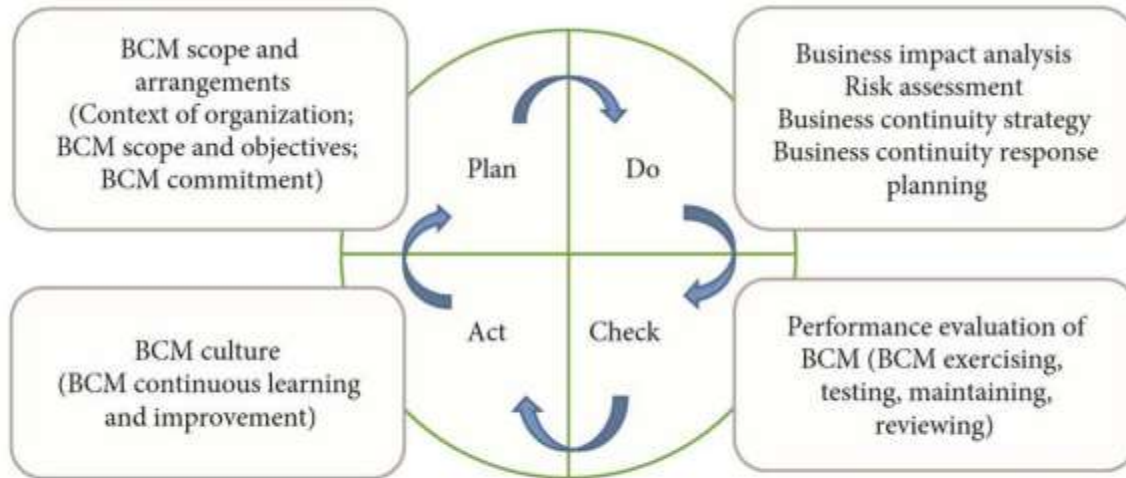 BCM scope and
arrangements
(Context of organization;
BCM scope and objectives;
BCM commitment)
Business impact analysis
Risk assessment
Business continuity strategy
Business continuity response
planning
Plan
Do
Act
Check
BCM culture
(BCM continuous learning
and improvement)
Performance evaluation of
BCM (BCM exercising,
testing, maintaining,
reviewing)